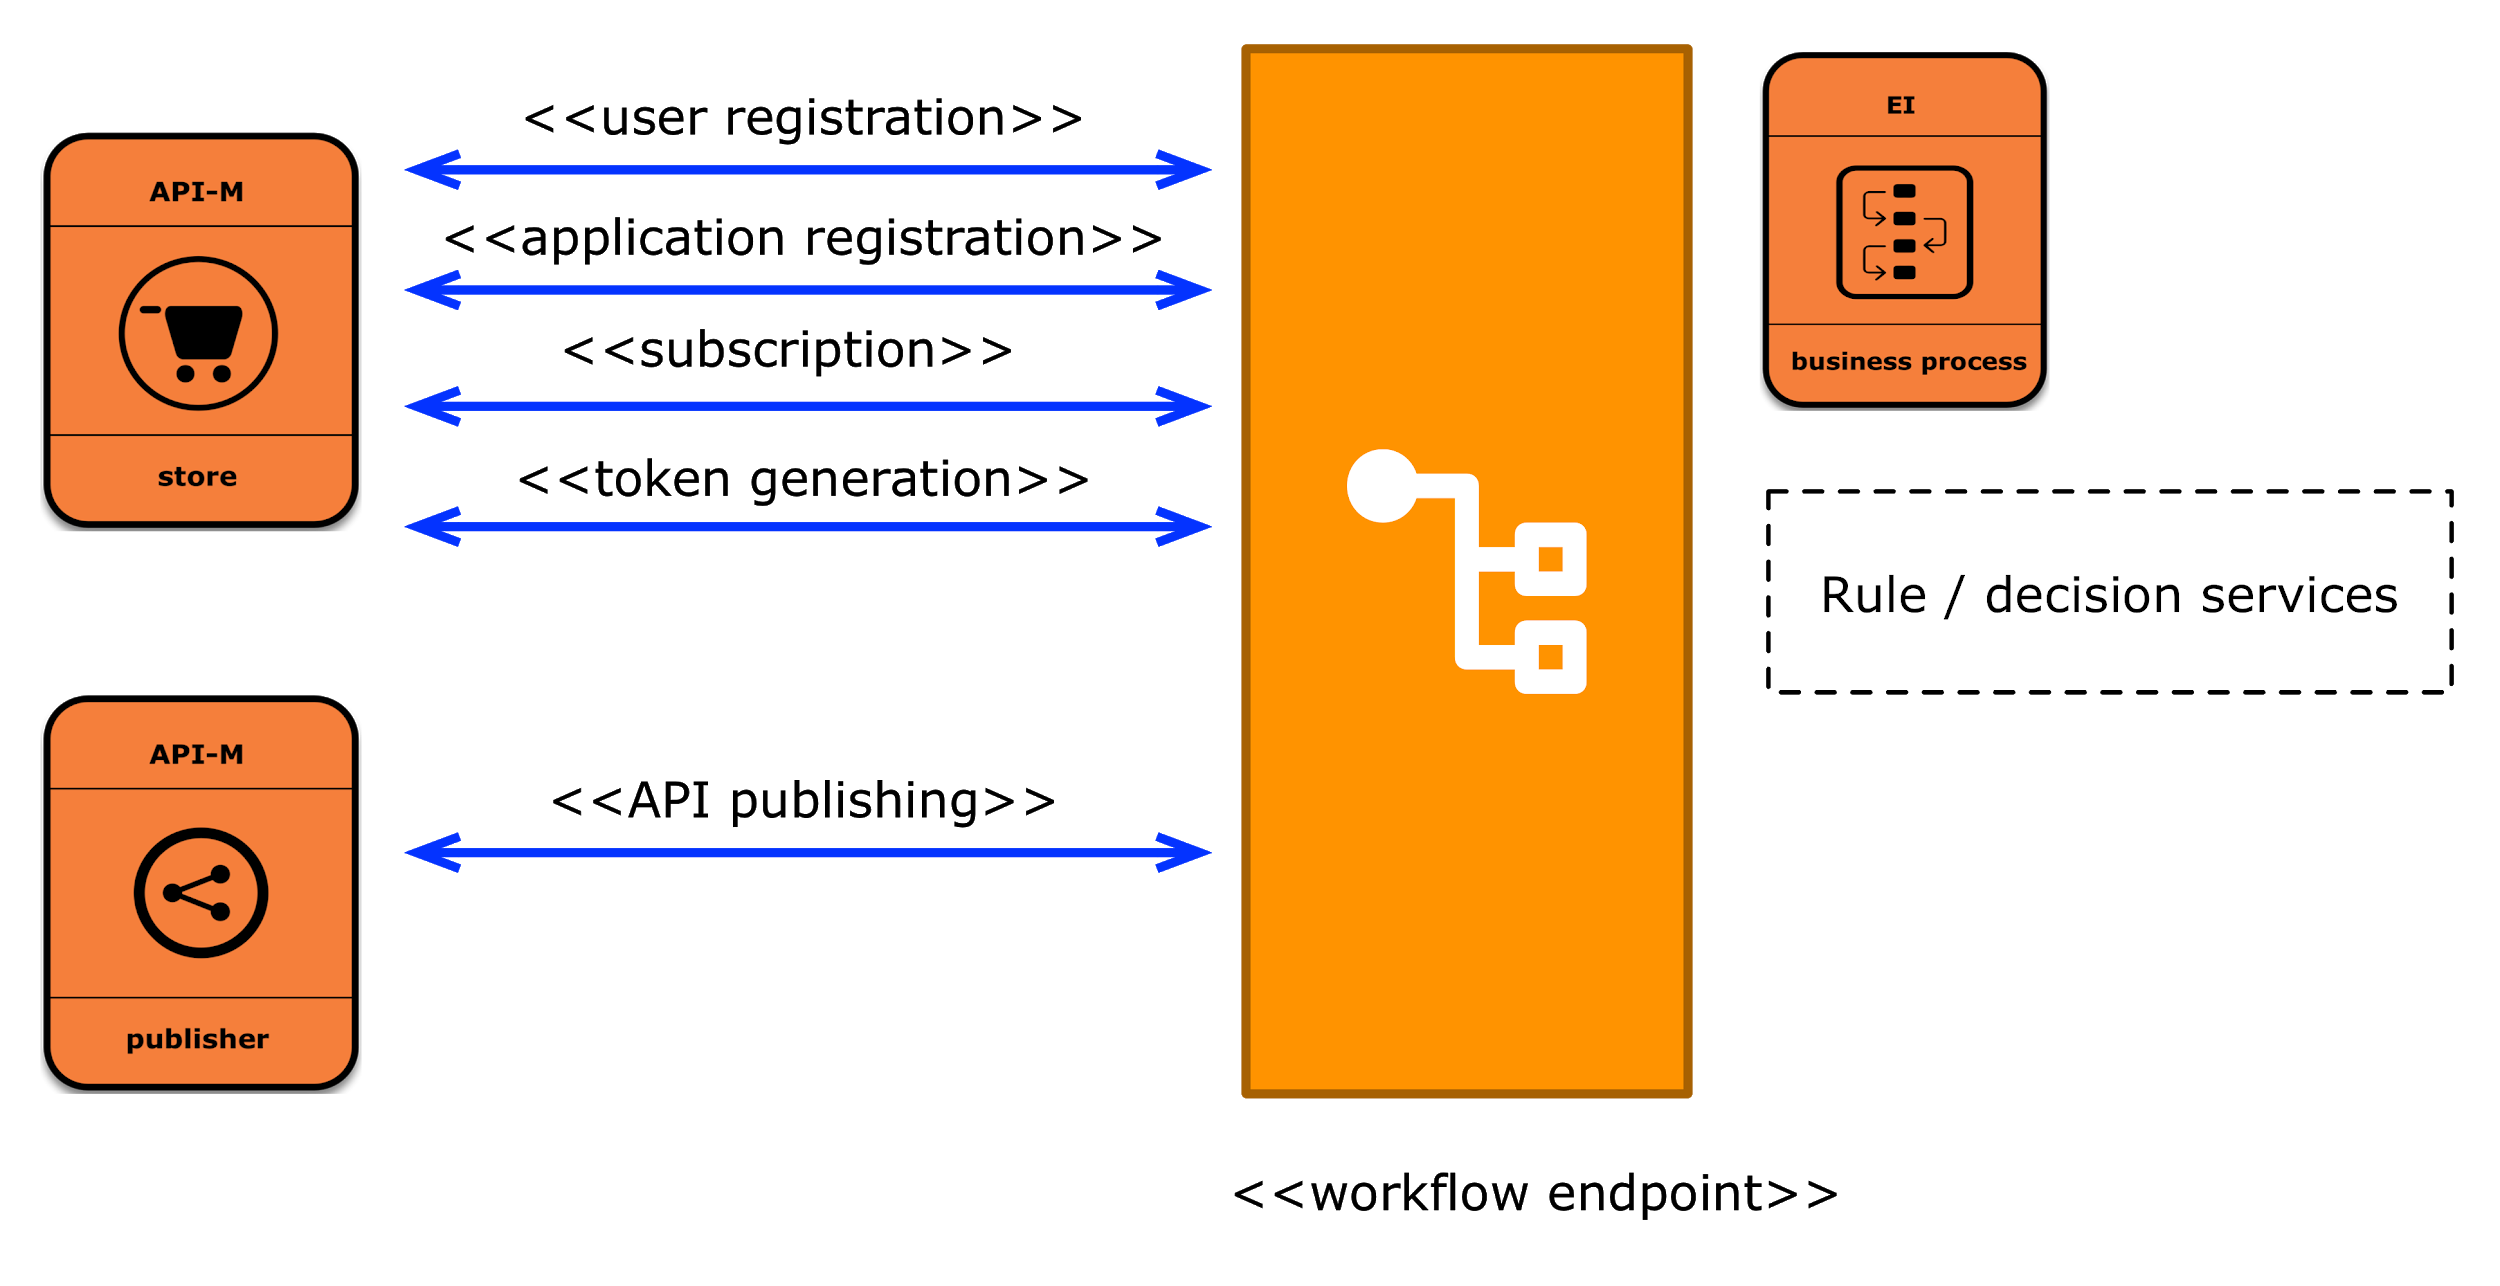 <<user registration>>
EI
API-M
<<application registration>>
<<subscription>>
business process
store
<<token generation>>
Rule / decision services
API-M
<<API publishing>>
publisher
<<workflow endpoint>>